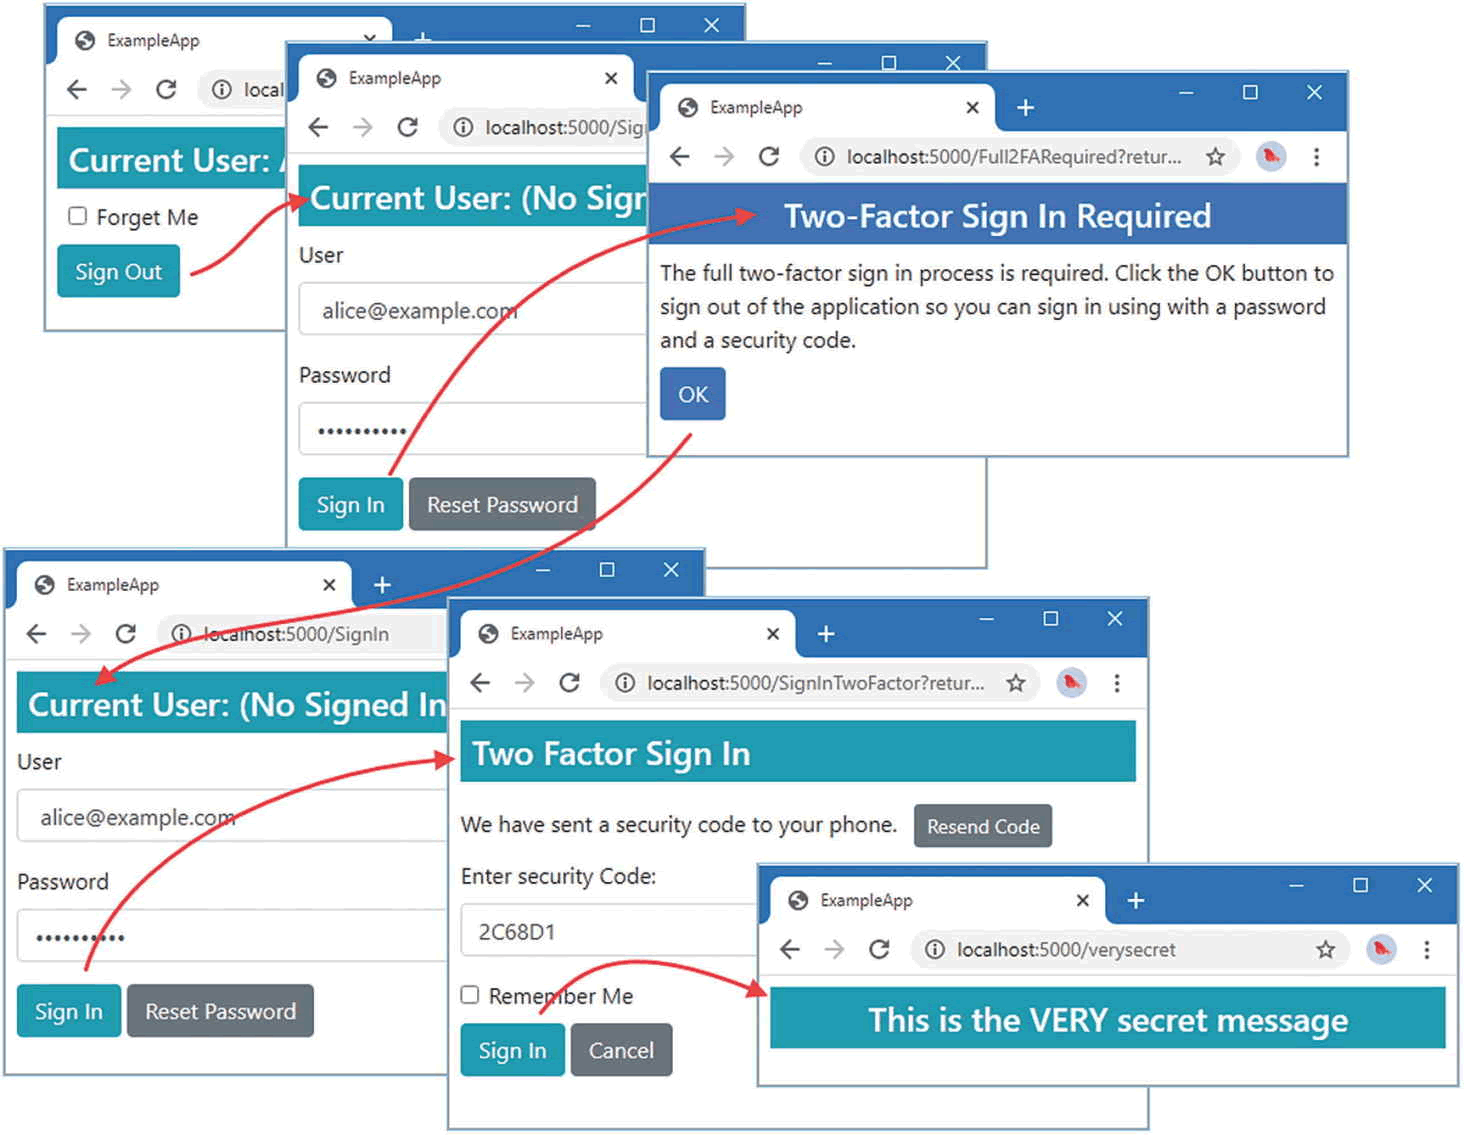 ExampleApp
local
Current User:
Forget Me
Sign Out
ExampleApp
localhost:5000/Sig
Current User: (No Sign
User
alice@example.com
Password
Sign In
Reset Password
ExampleApp
localhost:5000/Full2FARequired?retur...
Two-Factor Sign In Required
The full two-factor sign in process is required. Click the OK button to
sign out of the application so you can sign in using with a password
and a security code.
OK
ExampleApp
localhost:5000/SignIn
Current User: (No Signed In
User
alice@example.com
Password
Sign In
Reset Password
ExampleApp
localhost:5000/SignInTwoFactor?retur...
Two Factor Sign In
We have sent a security code to your phone.
Resend Code
Enter security Code:
2C68D1
Remember Me
Sign In
Cancel
ExampleApp
localhost:5000/verysecret
This is the VERY secret message